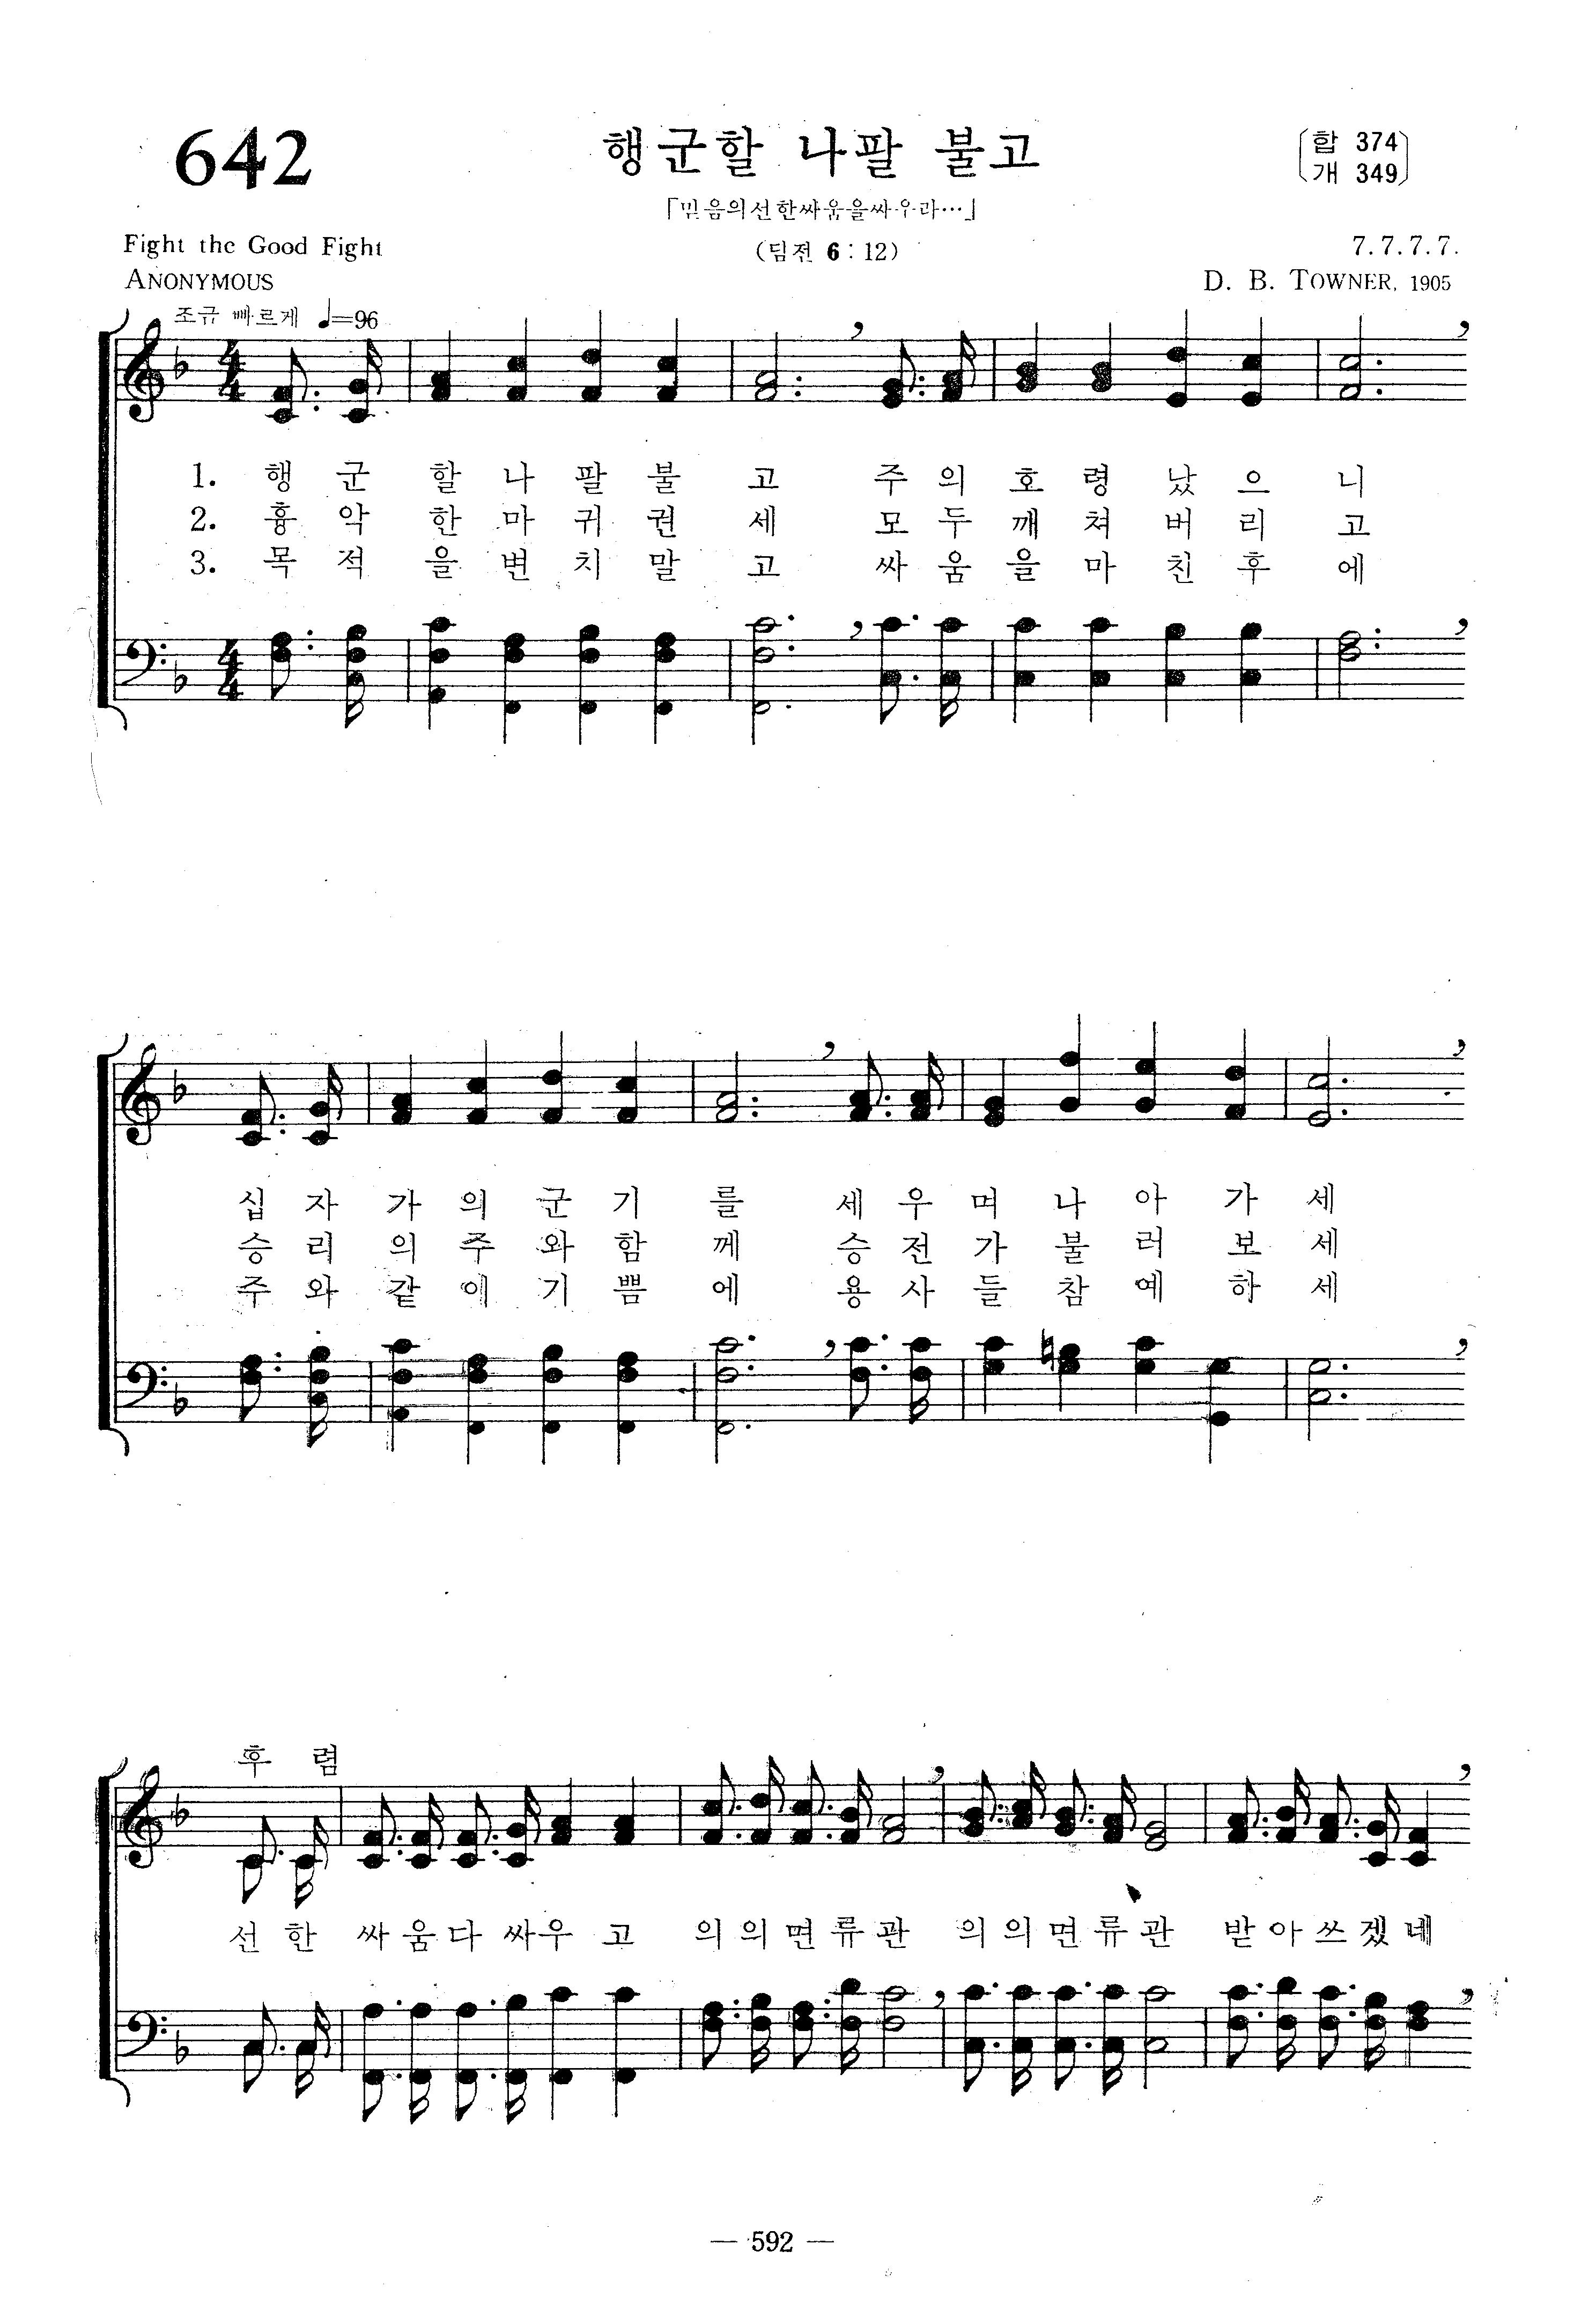 642
행군할 나팔 불고
합 374
개 349
「믿음의선한싸움을싸우라…」
(딤전 6 : 12)
Fight the Good Fight
7. 7. 7. 7.
ANONYMOUS
D. B. TOWNER, 1905
조금 빠르게 ♩=96
1. 행 군 할 나 팔 불 고 주 의 호 령 났 으 니
2. 흉 악 한 마 귀 권 세 모 두 깨 쳐 버 리 고
3. 목 적 을 변 치 말 고 싸 움 을 마 친 후 에
십 자 가 의 군 기 를 세 우 며 나 아 가 세
승 리 의 주 와 함 께 승 전 가 불 러 보 세
주 와 같 이 기 쁨 에 용 사 들 참 예 하 세
후 렴
선 한 싸 움 다 싸 우 고 의 의 면 류 관 의 의 면 류 관 받 아 쓰 겠 네
— 592 —